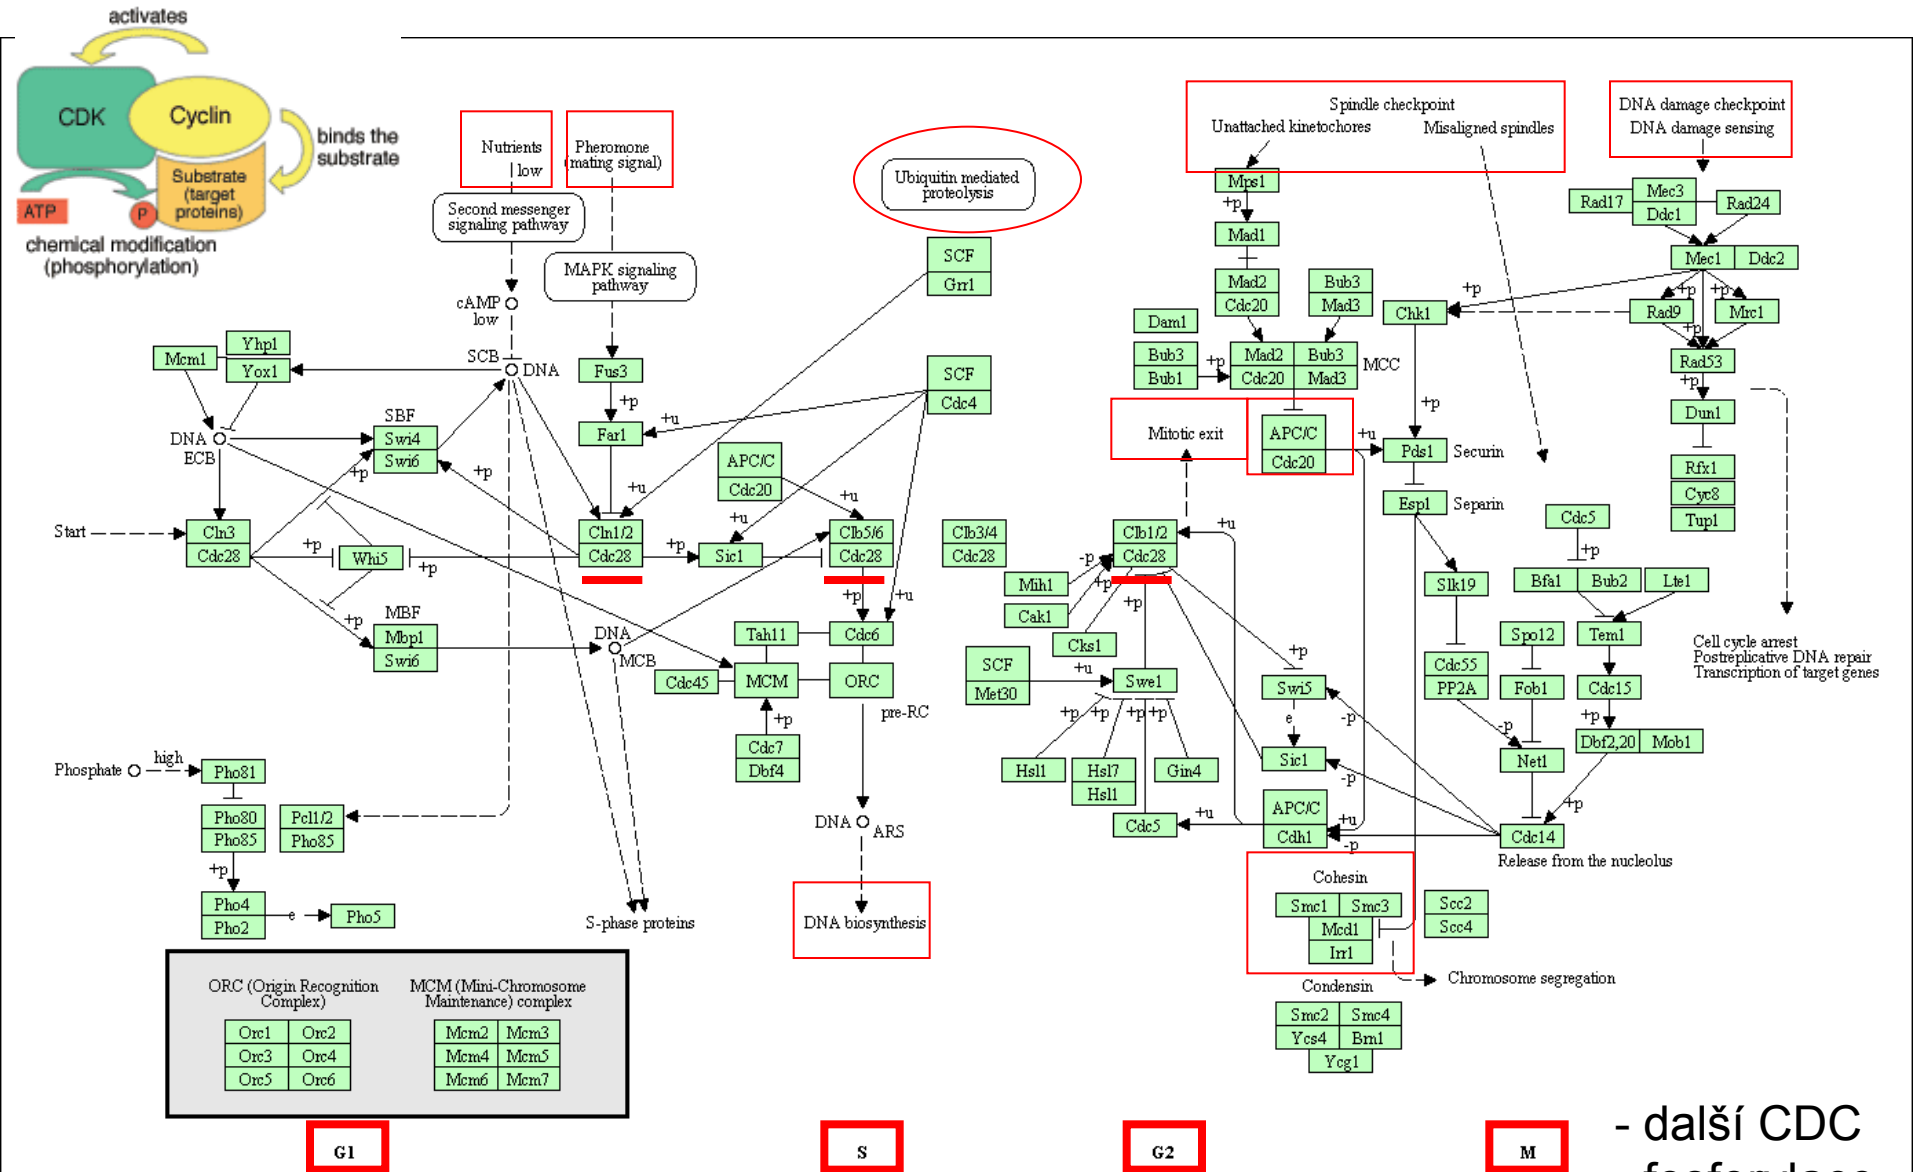 activates
CDK
Cyclin
binds the
substrate
Substrate
(target
proteins)
ATP
P
chemical modification
(phosphorylation)
Nutrients
low
Pheromone
(mating signal)
Second messenger
signaling pathway
MAPK signaling
pathway
cAMP
low
SCB
DNA
Ubiquitin mediated
proteolysis
SCF
Grr1
SCF
Cdc4
Spindle checkpoint
Unattached kinetochores
Misaligned spindles
DNA damage checkpoint
DNA damage sensing
Mps1
+p
Mad1
Mad2
Cdc20
Bub3
Mad3
Dam1
Bub3
Bub1
+p
Mad2
Bub3
Cdc20
Mad3
MCC
Rad17
Mec3
Ddc1
Rad24
Mec1
Ddc2
+p
+p
+p
Chk1
Rad9
Mrc1
+p
Rad53
+p
Dun1
Rfx1
Cyc8
Tup1
Mcm1
Yhp1
Yox1
DNA
ECB
SBF
Swi4
Swi6
+p
+p
Fus3
+p
Far1
+u
+u
APC/C
Cdc20
+u
+u
Mitotic exit
APC/C
Cdc20
+u
+p
Pds1
Securin
Esp1
Separin
Start
Cln3
Cdc28
+p
Whi5
+p
Cln1/2
Cdc28
+p
Sic1
Clb5/6
Cdc28
Clb3/4
Cdc28
Clb1/2
Cdc28
+u
-p
+p
+p
Mih1
Cak1
Cks1
+p
+u
MBF
Mbp1
Swi6
+p
DNA
MCB
Tah11
Cdc6
Cdc45
MCM
ORC
pre-RC
+p
Cdc7
Dbf4
SCF
Met30
+u
Swe1
+p
+p
+p
+p
Hsl1
Hsl7
Hsl1
Gin4
+p
Swi5
e
Sic1
-p
-p
Cdc5
+u
APC/C
Cdh1
+u
-p
Cdc5
+p
Bfa1
Bub2
Lte1
Slk19
Spo12
Tem1
Cdc55
PP2A
Fob1
Cdc15
-p
+p
Dbf2,20
Mob1
Net1
+p
Cdc14
Release from the nucleolus
Cell cycle arrest
Postreplicative DNA repair
Transcription of target genes
Phosphate
high
Pho81
Pho80
Pho85
Pcl1/2
Pho85
+p
Pho4
Pho2
e
Pho5
S-phase proteins
DNA
ARS
DNA biosynthesis
Cohesin
Smc1
Smc3
Mcd1
Irr1
Scc2
Scc4
Chromosome segregation
Condensin
Smc2
Smc4
Ycs4
Brn1
Ycg1
ORC (Origin Recognition
Complex)
Orc1
Orc2
Orc3
Orc4
Orc5
Orc6
MCM (Mini-Chromosome
Maintenance) complex
Mcm2
Mcm3
Mcm4
Mcm5
Mcm6
Mcm7
G1
S
G2
M
- další CDC